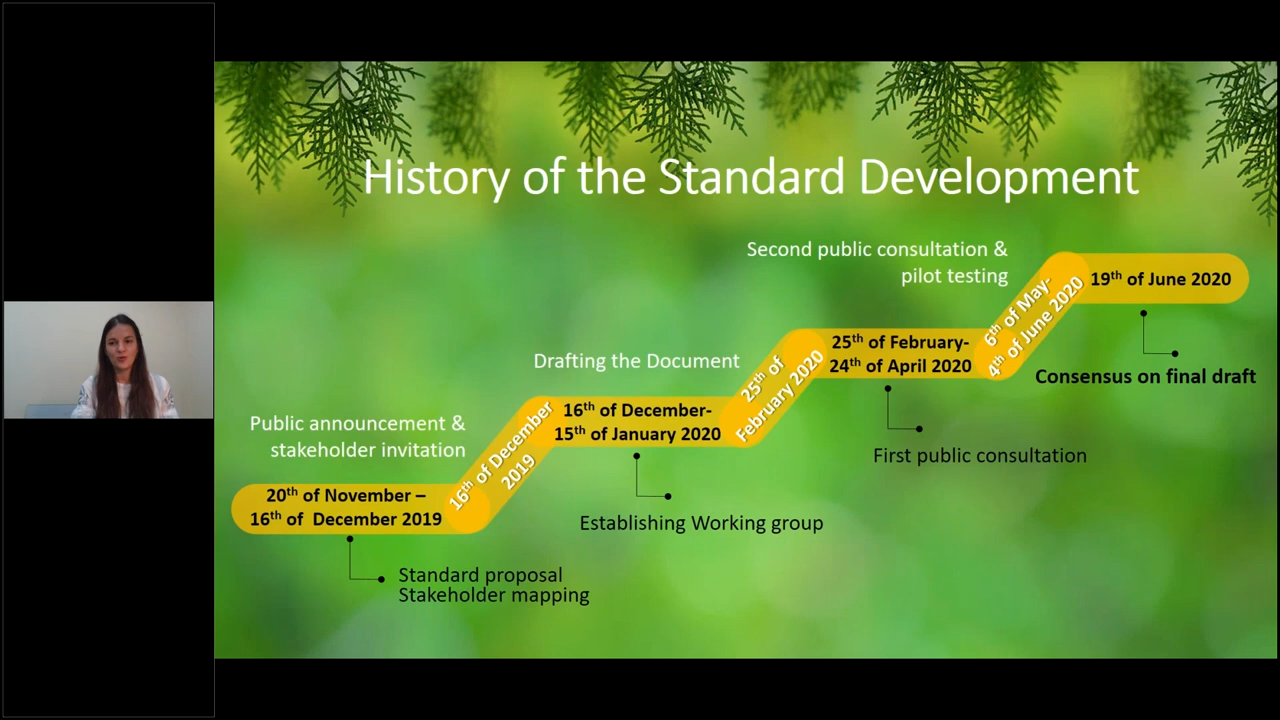 History of the Standard Development
Second public consultation &
pilot testing
19th of June 2020
6th of May-
4th of June 2020
Consensus on final draft
25th of February-
24th of April 2020
First public consultation
Drafting the Document
25th of
February 2020
16th of December-
15th of January 2020
Establishing Working group
Public announcement &
stakeholder invitation
16th of December
2019
20th of November –
16th of December 2019
Standard proposal
Stakeholder mapping